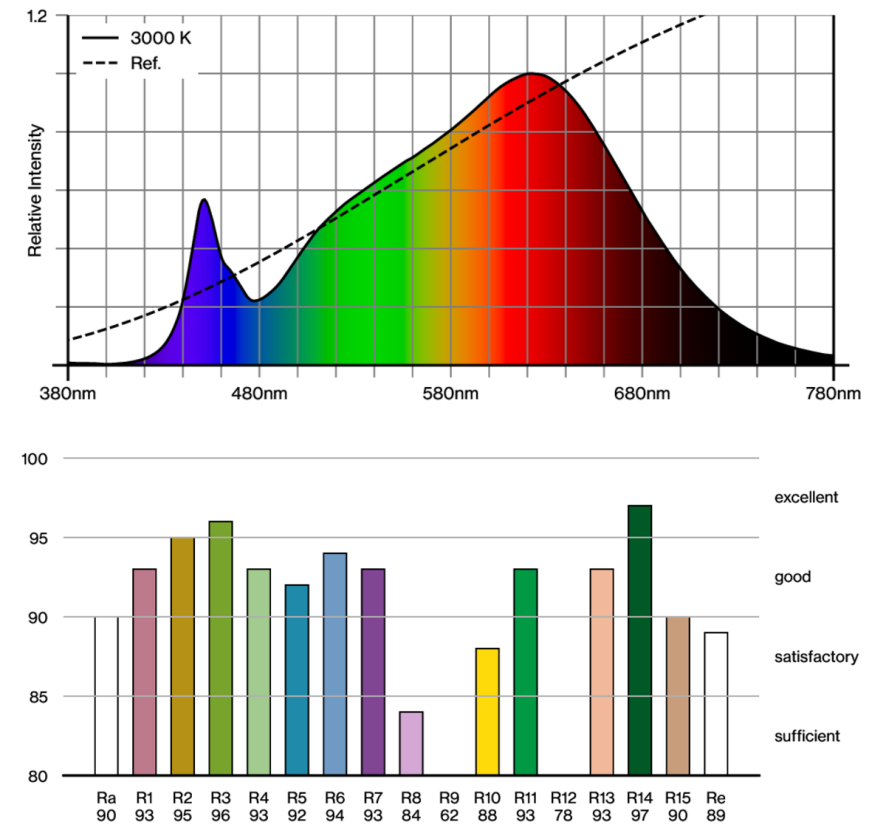 1.2
3000 K
Ref.
Relative Intensity
380nm 480nm 580nm 680nm 780nm
100
excellent
95
good
90
satisfactory
85
sufficient
80
Ra R1 R2 R3 R4 R5 R6 R7 R8 R9 R10 R11 R12 R13 R14 R15 Re
90 93 95 96 93 92 94 93 84 62 88 93 78 93 97 90 89